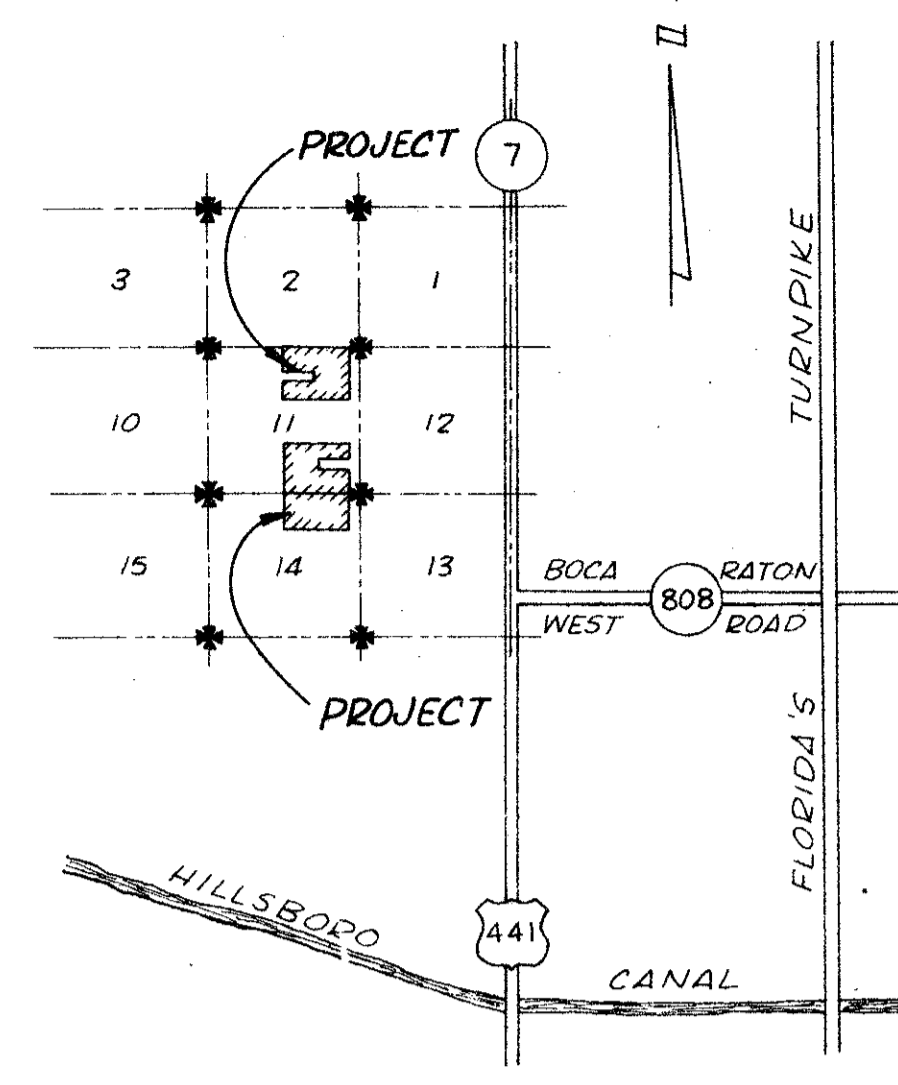 PROJECT
7
3 2 1
TURNPIKE
10 11 12
15 14 13
BOCA RATON
808
WEST ROAD
PROJECT
FLORIDA'S
HILLSBORO
441
CANAL